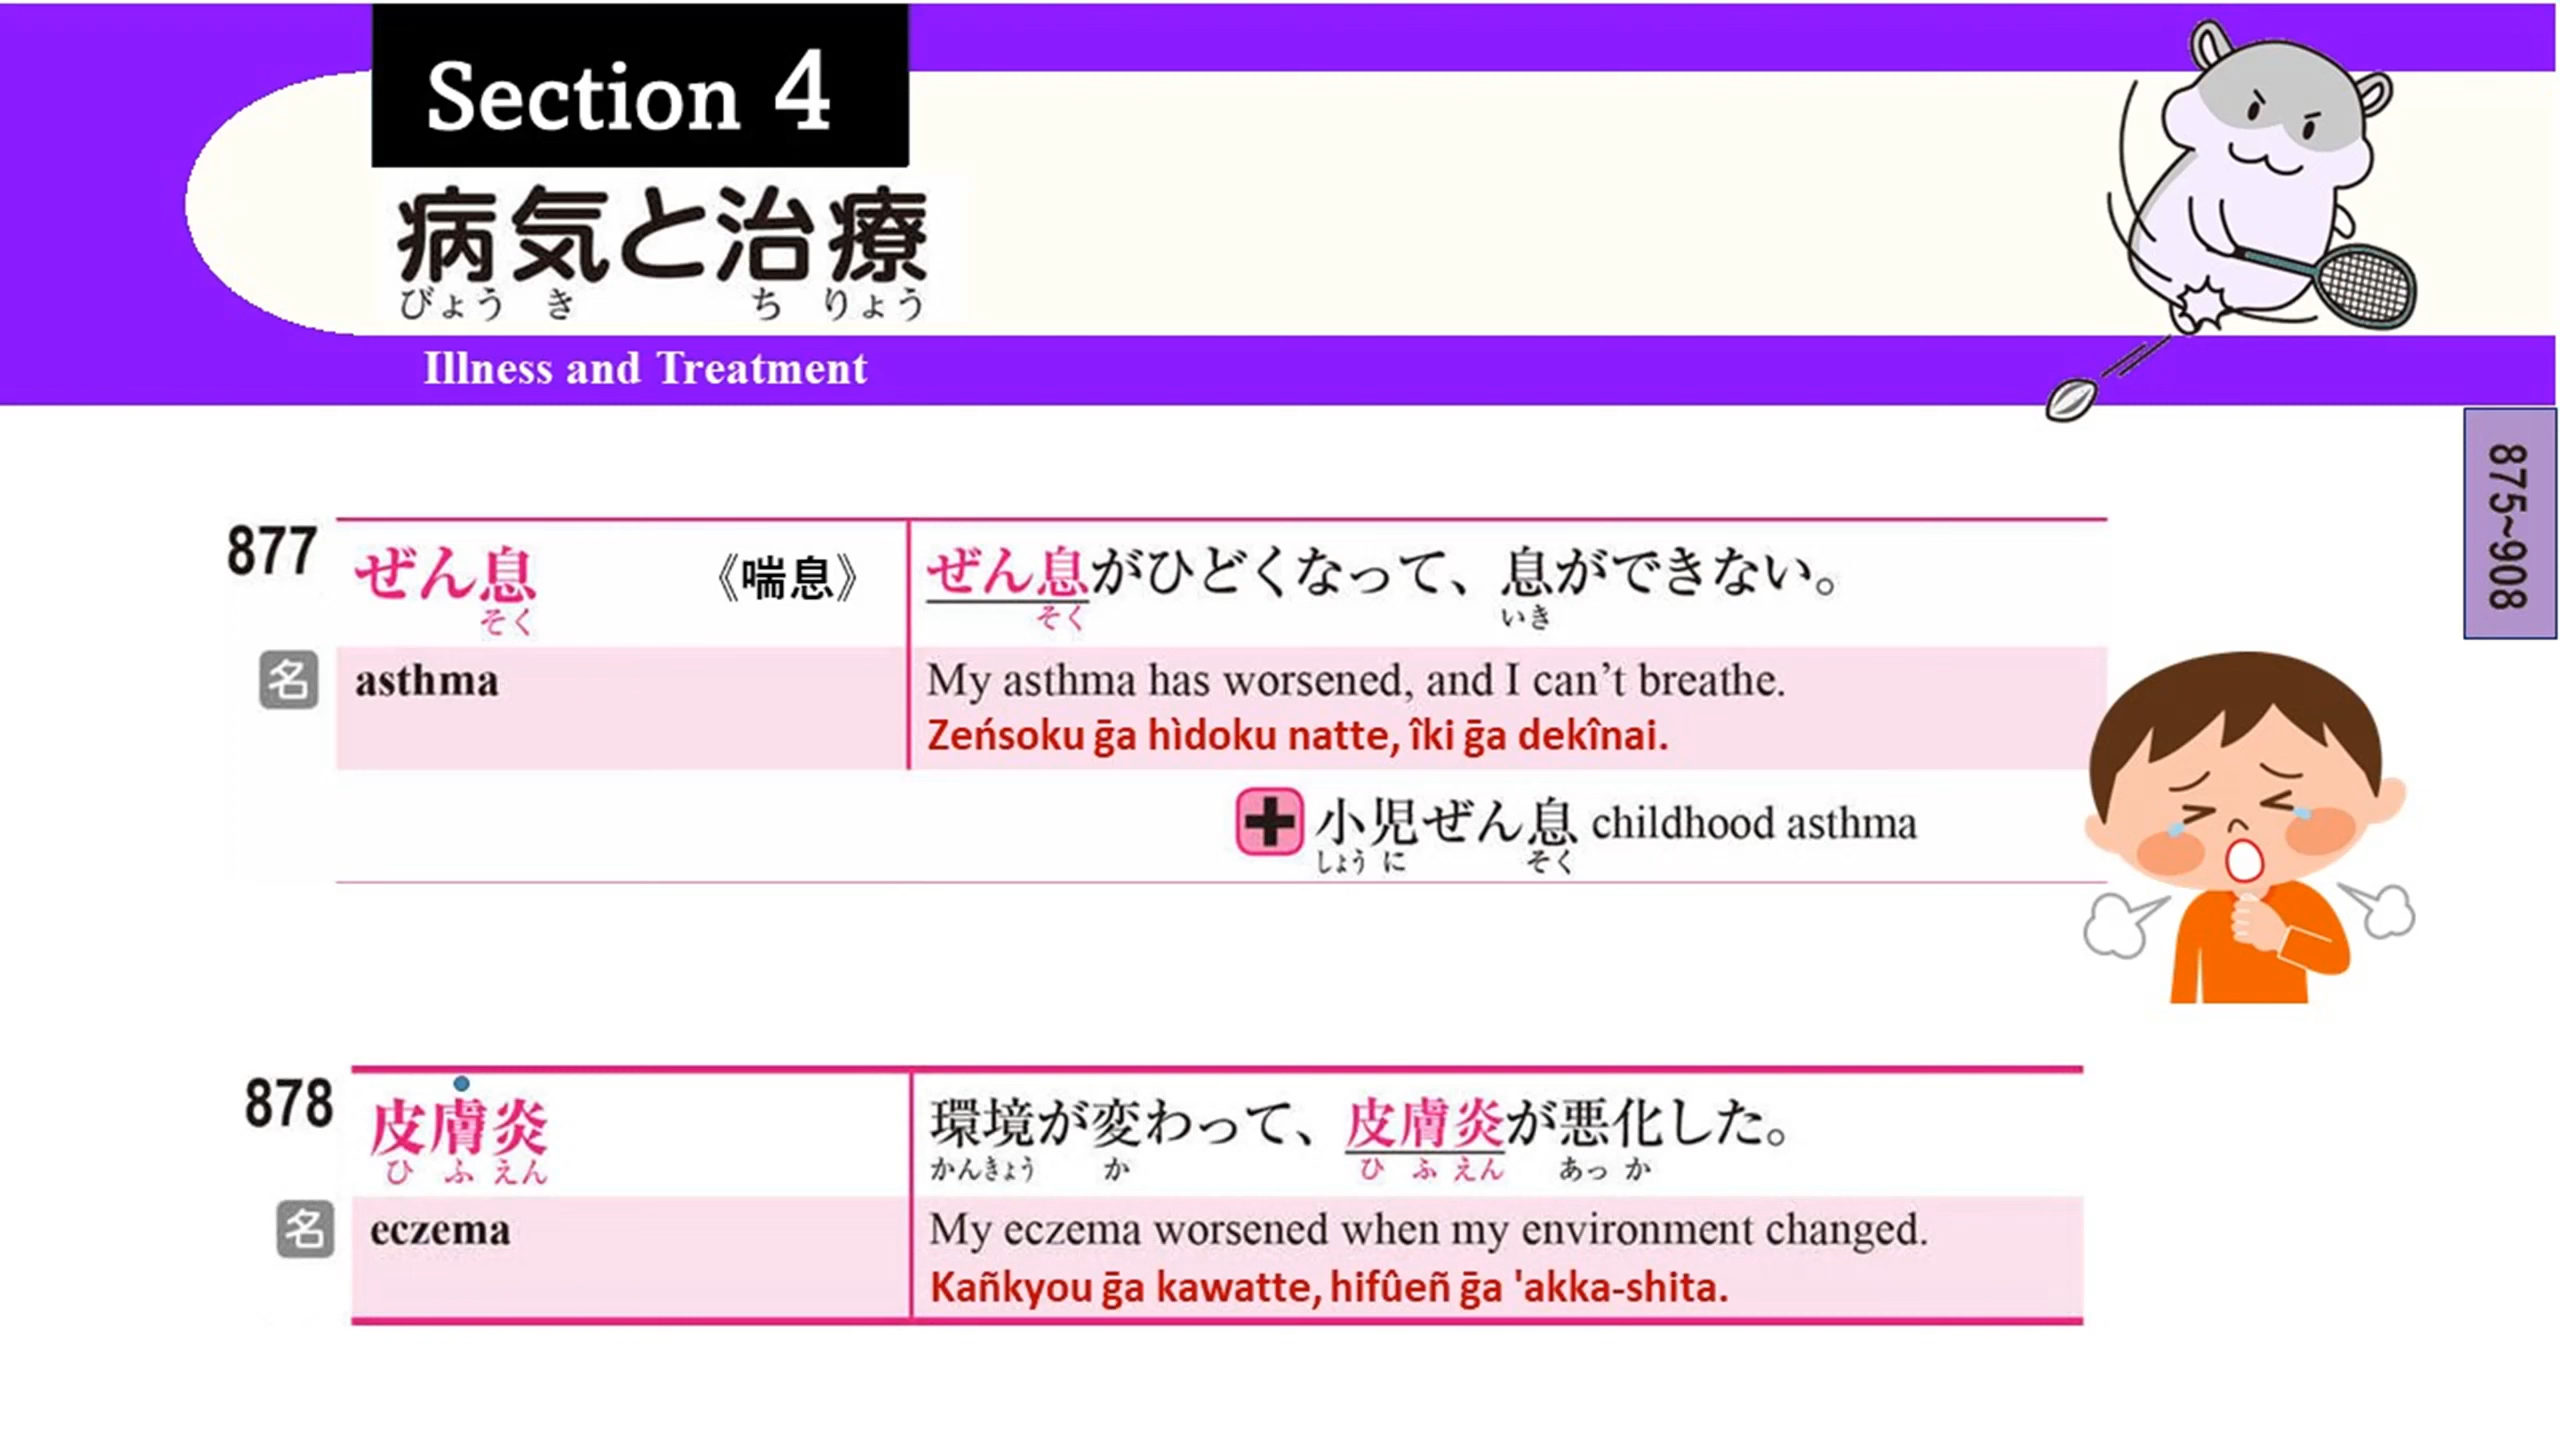 Section 4
病気と治療
びょう き ち りょう
Illness and Treatment
875~908
877
ぜん息 《喘息》
そく
ぜん息がひどくなって、息ができない。
そく いき
名
asthma
My asthma has worsened, and I can't breathe.
Zeńsoku ḡa hìdoku natte, îki ḡa dekînai.
小児ぜん息 childhood asthma
しょう に そく
878
皮膚炎
ひ ふ えん
環境が変わって、皮膚炎が悪化した。
かんきょう か ひ ふ えん あっ か
名
eczema
My eczema worsened when my environment changed.
Kañkyou ḡa kawatte, hifûeñ ḡa 'akka-shita.